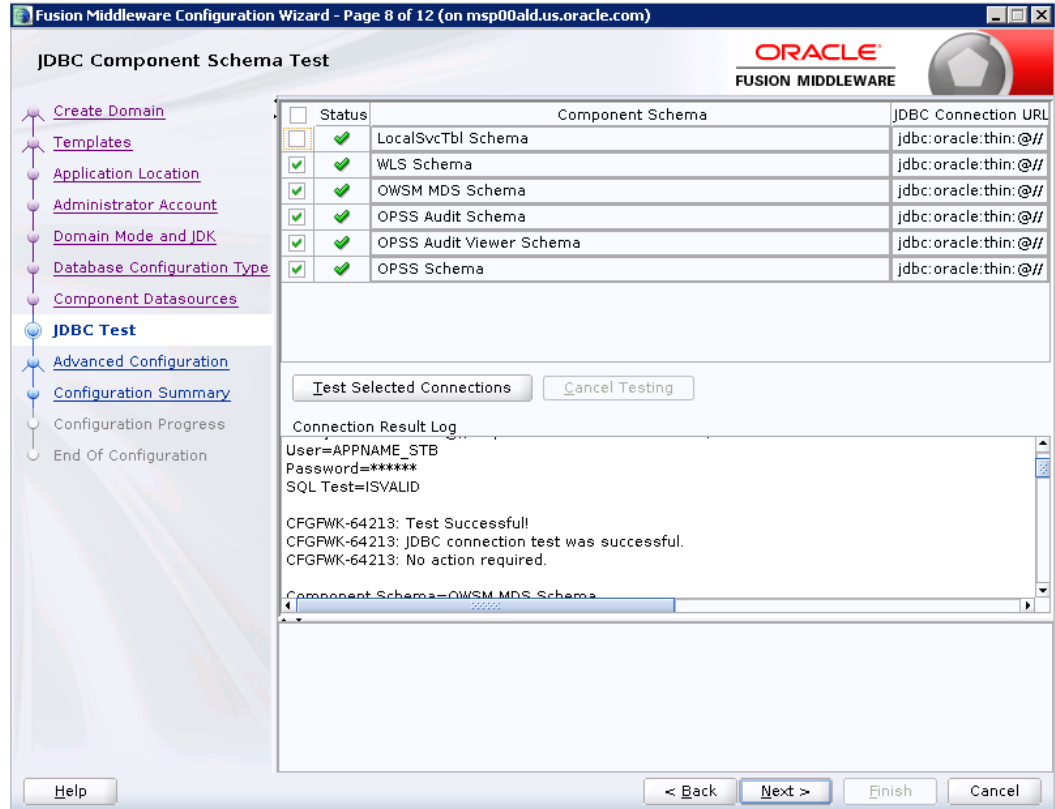 Fusion Middleware Configuration Wizard - Page 8 of 12 (on msp00ald.us.oracle.com)
JDBC Component Schema Test
ORACLE
FUSION MIDDLEWARE
Create Domain
Templates
Application Location
Administrator Account
Domain Mode and JDK
Database Configuration Type
Component Datasources
JDBC Test
Advanced Configuration
Configuration Summary
Configuration Progress
End Of Configuration
Status Component Schema JDBC Connection URL
LocalSvcTbl Schema jdbc:oracle:thin:@//
WLS Schema jdbc:oracle:thin:@//
OWSM MDS Schema jdbc:oracle:thin:@//
OPSS Audit Schema jdbc:oracle:thin:@//
OPSS Audit Viewer Schema jdbc:oracle:thin:@//
OPSS Schema jdbc:oracle:thin:@//
Test Selected Connections Cancel Testing
Connection Result Log
User=APPNAME_STB
Password=******
SQL Test=ISVALID
CFGFWK-64213: Test Successful!
CFGFWK-64213: JDBC connection test was successful.
CFGFWK-64213: No action required.
Component Schema=OWSM MDS Schema
Help < Back Next > Finish Cancel